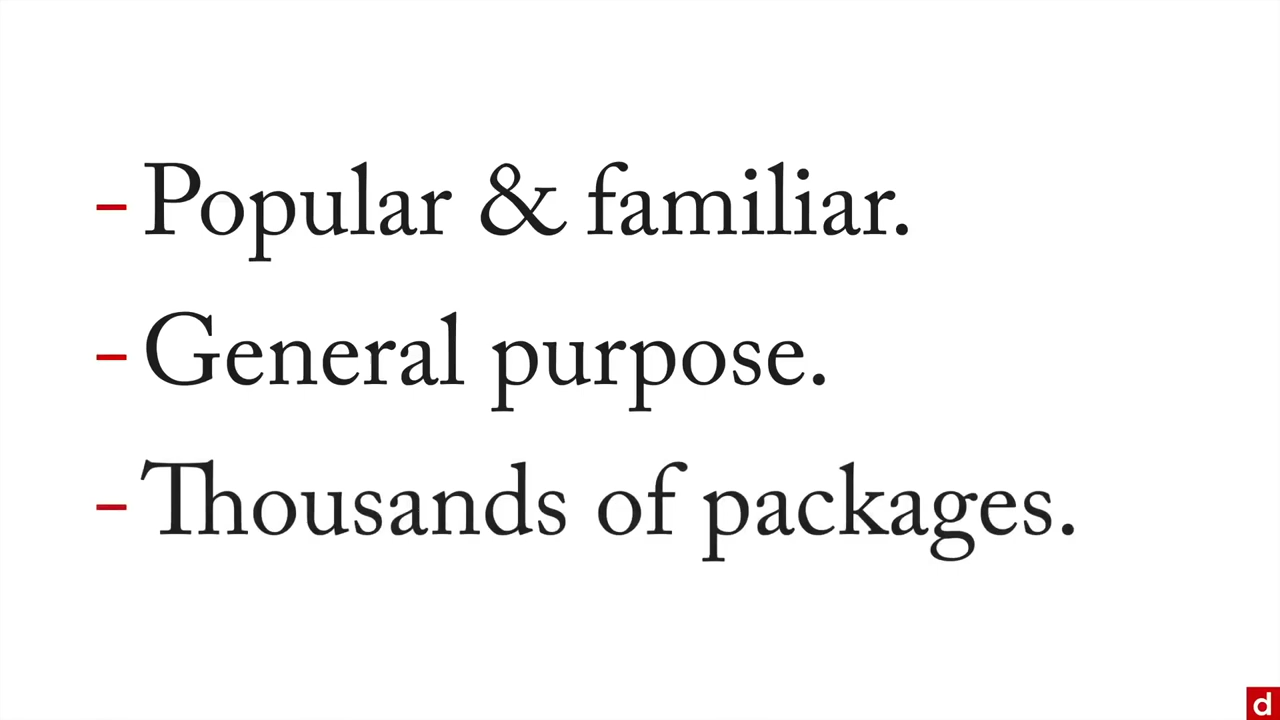 - Popular & familiar.
- General purpose.
- Thousands of packages.
d